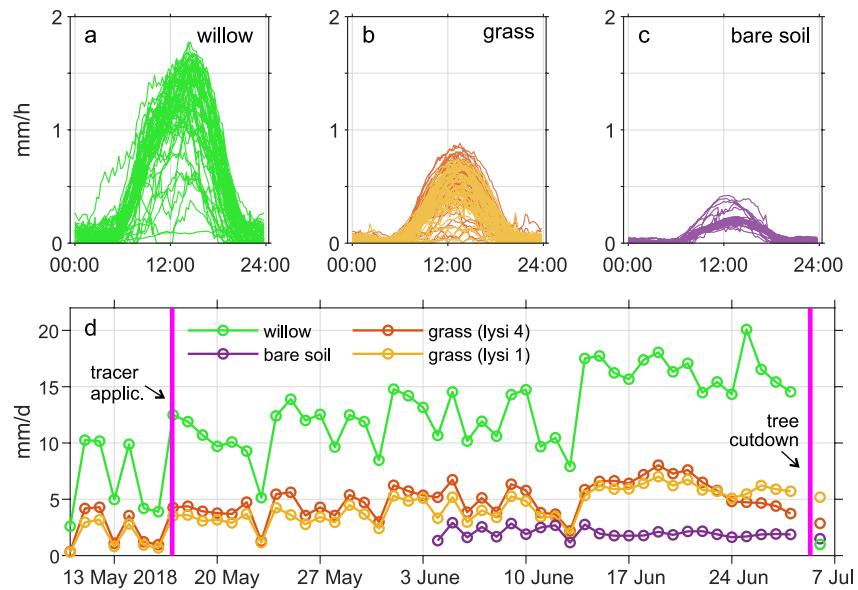 2
1
0
mm/h
a
willow
00:00
12:00
24:00
2
1
0
b
grass
00:00
12:00
24:00
2
1
0
c
bare soil
00:00
12:00
24:00
20
15
10
5
0
mm/d
d
willow
bare soil
grass (lysi 4)
grass (lysi 1)
tracer
applic.
tree
cutdown
13 May 2018
20 May
27 May
3 June
10 June
17 Jun
24 Jun
7 Jul